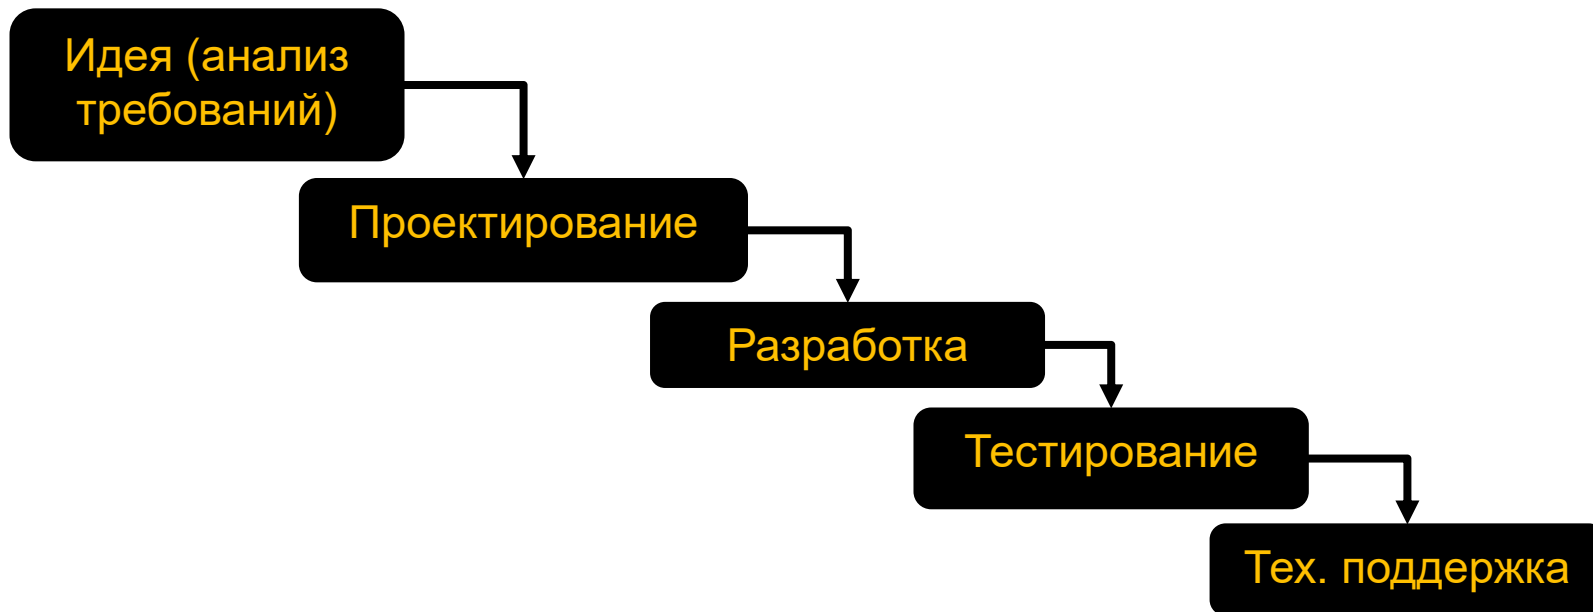 Идея (анализ
требований)
Проектирование
Разработка
Тестирование
Тех. поддержка